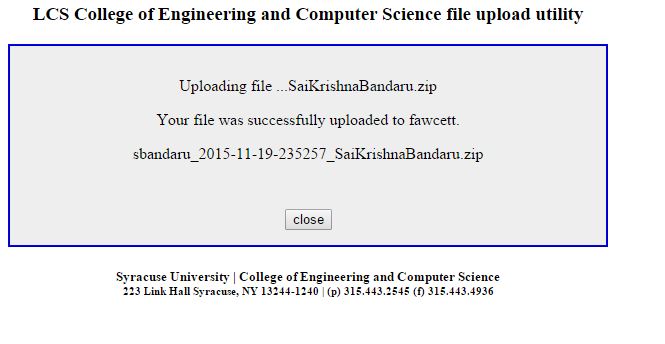 LCS College of Engineering and Computer Science file upload utility
Uploading file ...SaiKrishnaBandaru.zip
Your file was successfully uploaded to fawcett.
sbandaru_2015-11-19-235257_SaiKrishnaBandaru.zip
close
Syracuse University | College of Engineering and Computer Science
223 Link Hall Syracuse, NY 13244-1240 | (p) 315.443.2545 (f) 315.443.4936